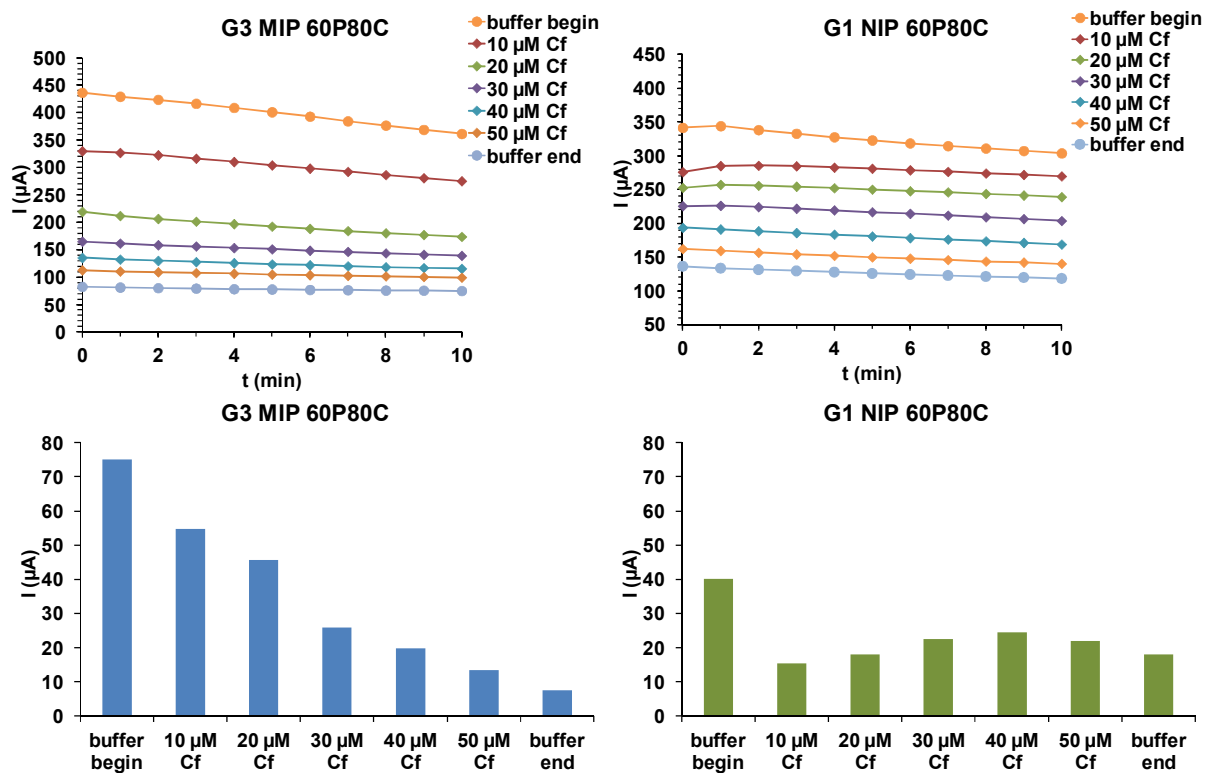 G3 MIP 60P80C
buffer begin
10 µM Cf
20 µM Cf
30 µM Cf
40 µM Cf
50 µM Cf
buffer end
500
450
400
350
300
250
200
150
100
50
0
I (µA)
0 2 4 6 8 10
t (min)
G1 NIP 60P80C
buffer begin
10 µM Cf
20 µM Cf
30 µM Cf
40 µM Cf
50 µM Cf
buffer end
450
400
350
300
250
200
150
100
50
I (µA)
0 2 4 6 8 10
t (min)
G3 MIP 60P80C
80
70
60
50
40
30
20
10
0
I (µA)
buffer 10 µM 20 µM 30 µM 40 µM 50 µM buffer
begin Cf Cf Cf Cf Cf end
G1 NIP 60P80C
80
70
60
50
40
30
20
10
0
I (µA)
buffer 10 µM 20 µM 30 µM 40 µM 50 µM buffer
begin Cf Cf Cf Cf Cf end